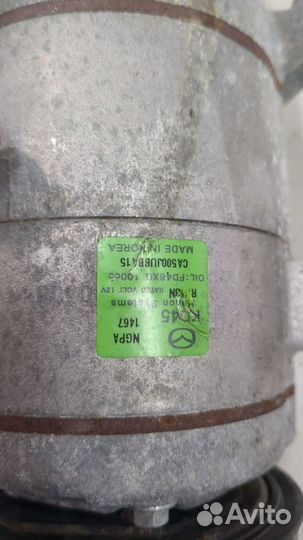 NGPA
1467
KD45
Hanon Systems
RATED VOLT 12V
OIL:FD46XG 100cc
CA500JUBBA15
MADE IN KOREA
Avito